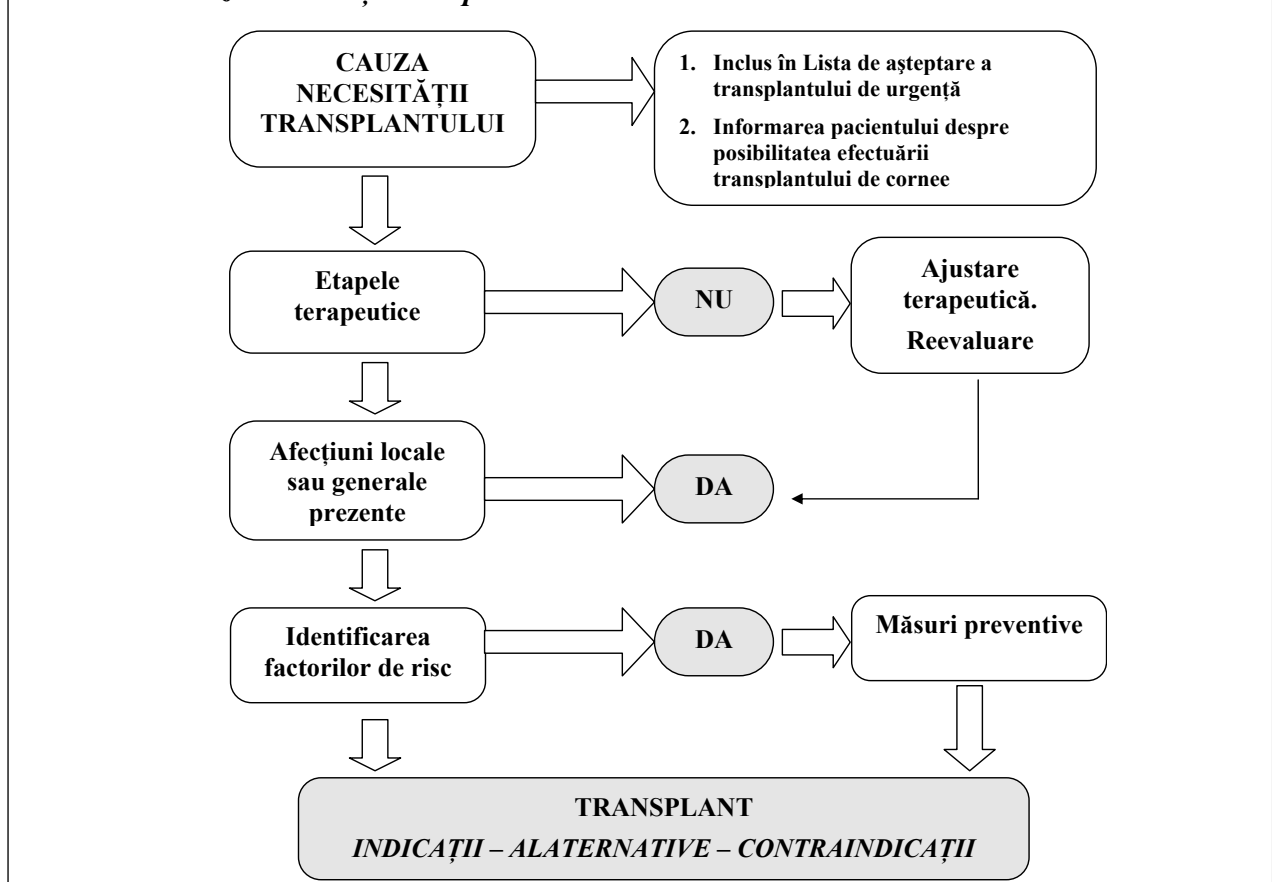 CAUZA
NECESITĂȚII
TRANSPLANTULUI
1. Inclus în Lista de aşteptare a
transplantului de urgență
2. Informarea pacientului despre
posibilitatea efectuării
transplantului de cornee
Etapele
terapeutice
NU
Ajustare
terapeutică.
Reevaluare
Afecțiuni locale
sau generale
prezente
DA
Identificarea
factorilor de risc
DA
Măsuri preventive
TRANSPLANT
INDICAȚII – ALATERNATIVE – CONTRAINDICAȚII